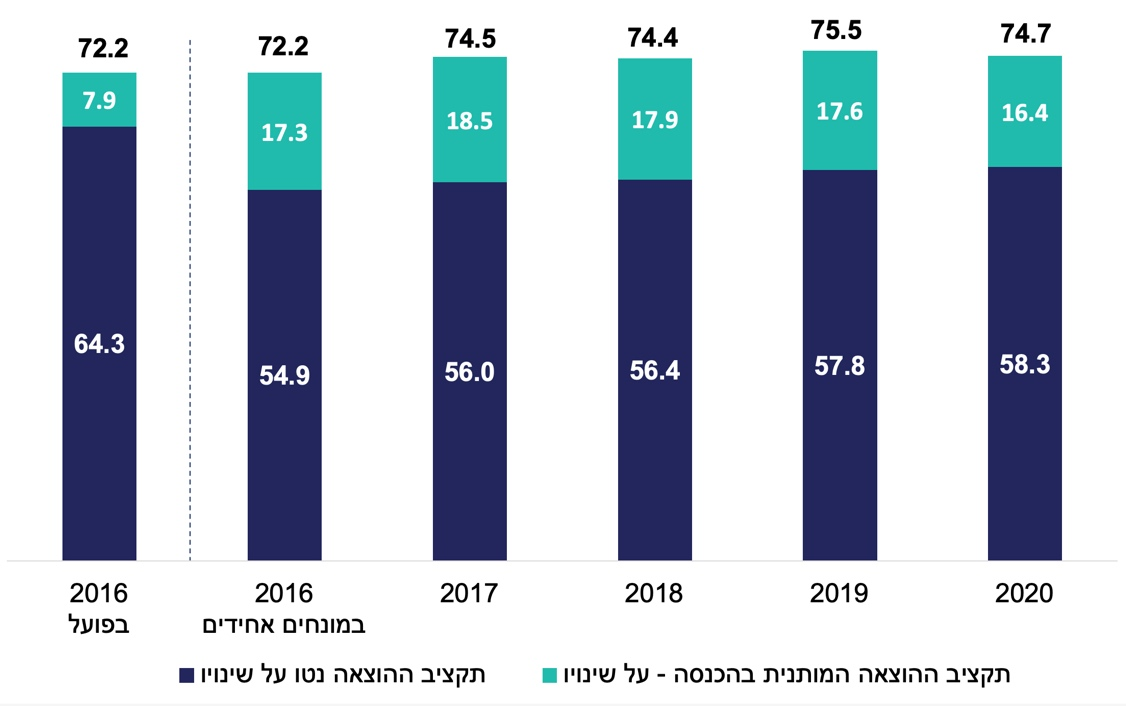 72.2 72.2 74.5 74.4 75.5 74.7
7.9 17.3 18.5 17.9 17.6 16.4
64.3 54.9 56.0 56.4 57.8 58.3
2016 2016 2017 2018 2019 2020
בפועל במונחים אחידים
תקציב ההוצאה נטו על שינויו תקציב ההוצאה המותנית בהכנסה - על שינויו